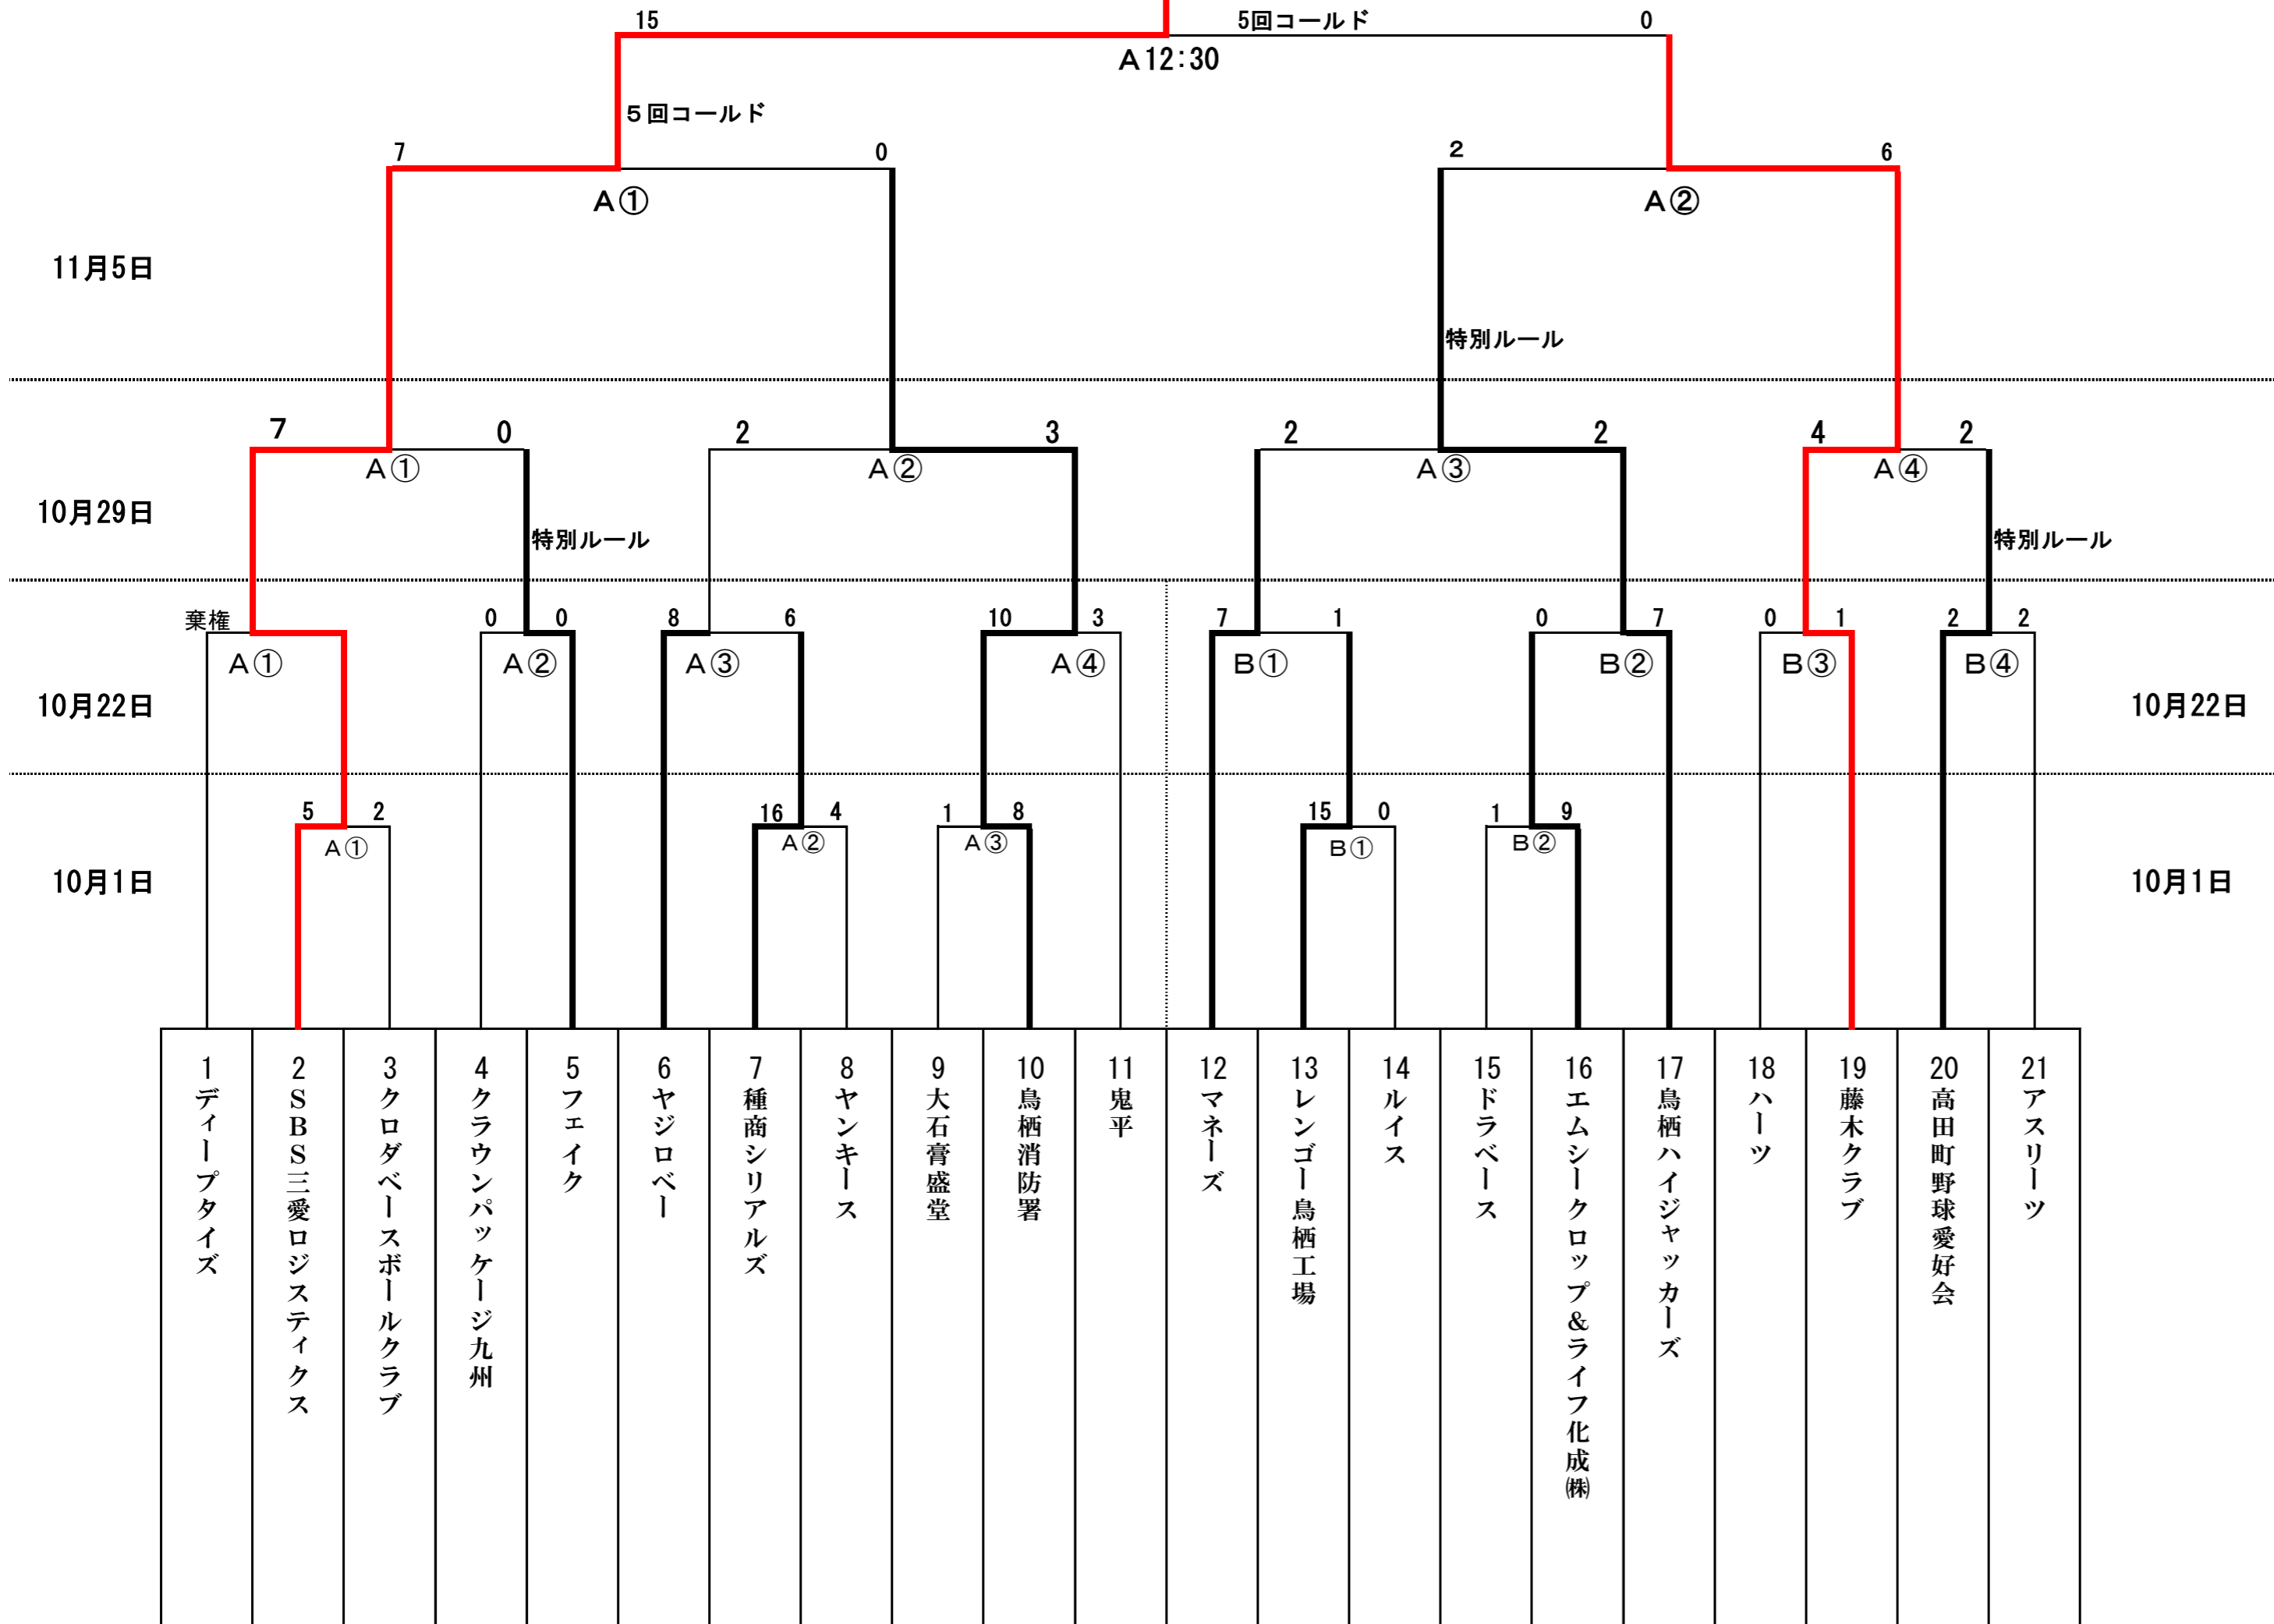 15 5回コールド 0
A12:30
5回コールド
7 0 2 6
A① A②
11月5日
特別ルール
7 0 2 3 2 2 4 2
A① A② A③ A④
10月29日
特別ルール 特別ルール
棄権 0 0 8 6 10 3 7 1 0 7 0 1 2 2
A① A② A③ A④ B① B② B③ B④
10月22日 10月22日
5 2 16 4 1 8 15 0 1 9
A① A② A③ B① B②
10月1日 10月1日
1 ディープタイズ
2 SBS三愛ロジスティクス
3 クロダベースボールクラブ
4 クラウンパッケージ九州
5 フェイク
6 ヤジロベー
7 種商シリアルズ
8 ヤンキース
9 大石膏盛堂
10 鳥栖消防署
11 鬼平
12 マネーズ
13 レンゴー鳥栖工場
14 ルイス
15 ドラベース
16 エムシークロップ&ライフ化成㈱
17 鳥栖ハイジャッカーズ
18 ハーツ
19 藤木クラブ
20 高田町野球愛好会
21 アスリーツ